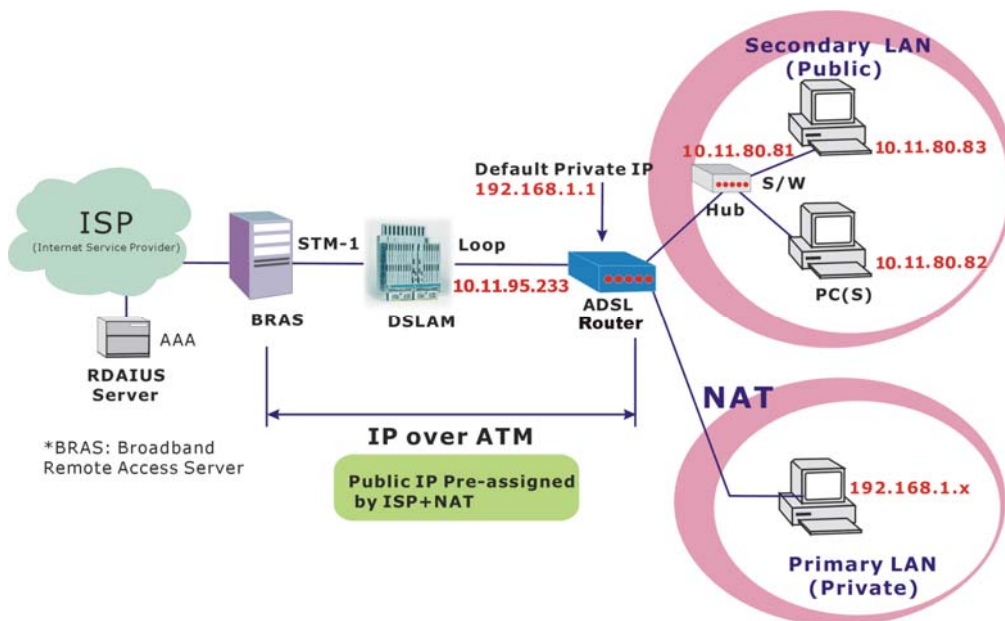 ISP
(Internet Service Provider)
AAA
RDAIUS
Server
*BRAS: Broadband
Remote Access Server
BRAS
STM-1
DSLAM
Loop
10.11.95.233
Default Private IP
192.168.1.1
ADSL
Router
IP over ATM
Public IP Pre-assigned
by ISP+NAT
Secondary LAN
(Public)
10.11.80.81
10.11.80.83
S/W
Hub
10.11.80.82
PC(S)
NAT
192.168.1.x
Primary LAN
(Private)